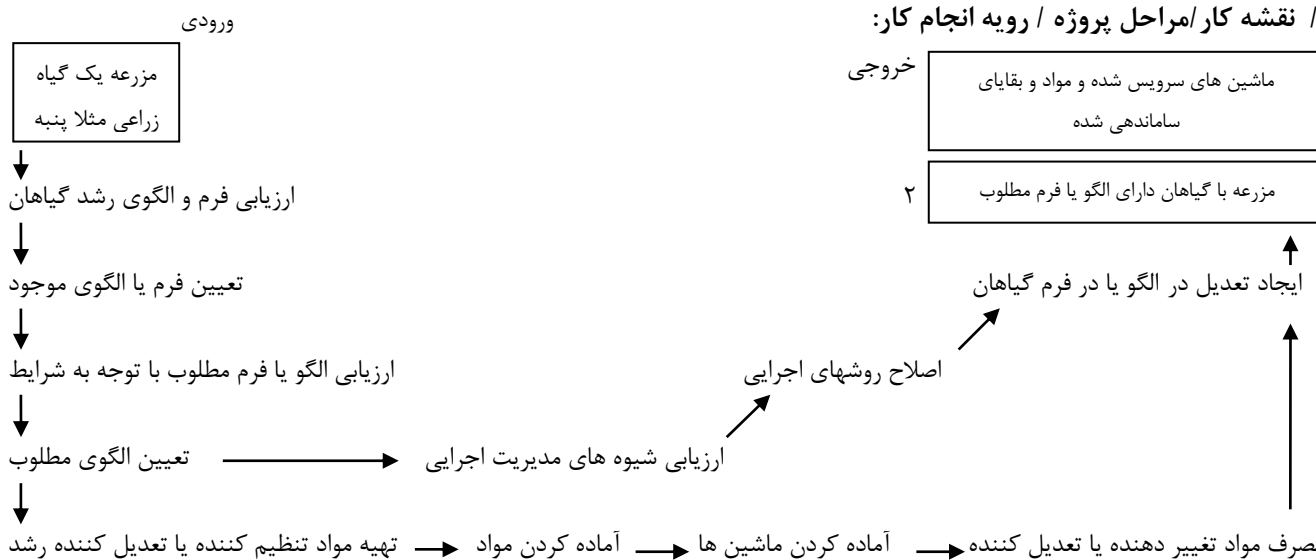 / نقشه کار/مراحل پروژه / رویه انجام کار:
ورودی
مزرعه یک گیاه
زراعی مثلا پنبه
ارزیابی فرم و الگوی رشد گیاهان
تعیین فرم یا الگوی موجود
ارزیابی الگو یا فرم مطلوب با توجه به شرایط
تعیین الگوی مطلوب
ارزیابی شیوه های مدیریت اجرایی
اصلاح روشهای اجرایی
تهیه مواد تنظیم کننده یا تعدیل کننده رشد
آماده کردن مواد
آماده کردن ماشین ها
صرف مواد تغییر دهنده یا تعدیل کننده
ایجاد تعدیل در الگو یا در فرم گیاهان
مزرعه با گیاهان دارای الگو یا فرم مطلوب
۲
خروجی
ماشین های سرویس شده و مواد و بقایای
ساماندهی شده